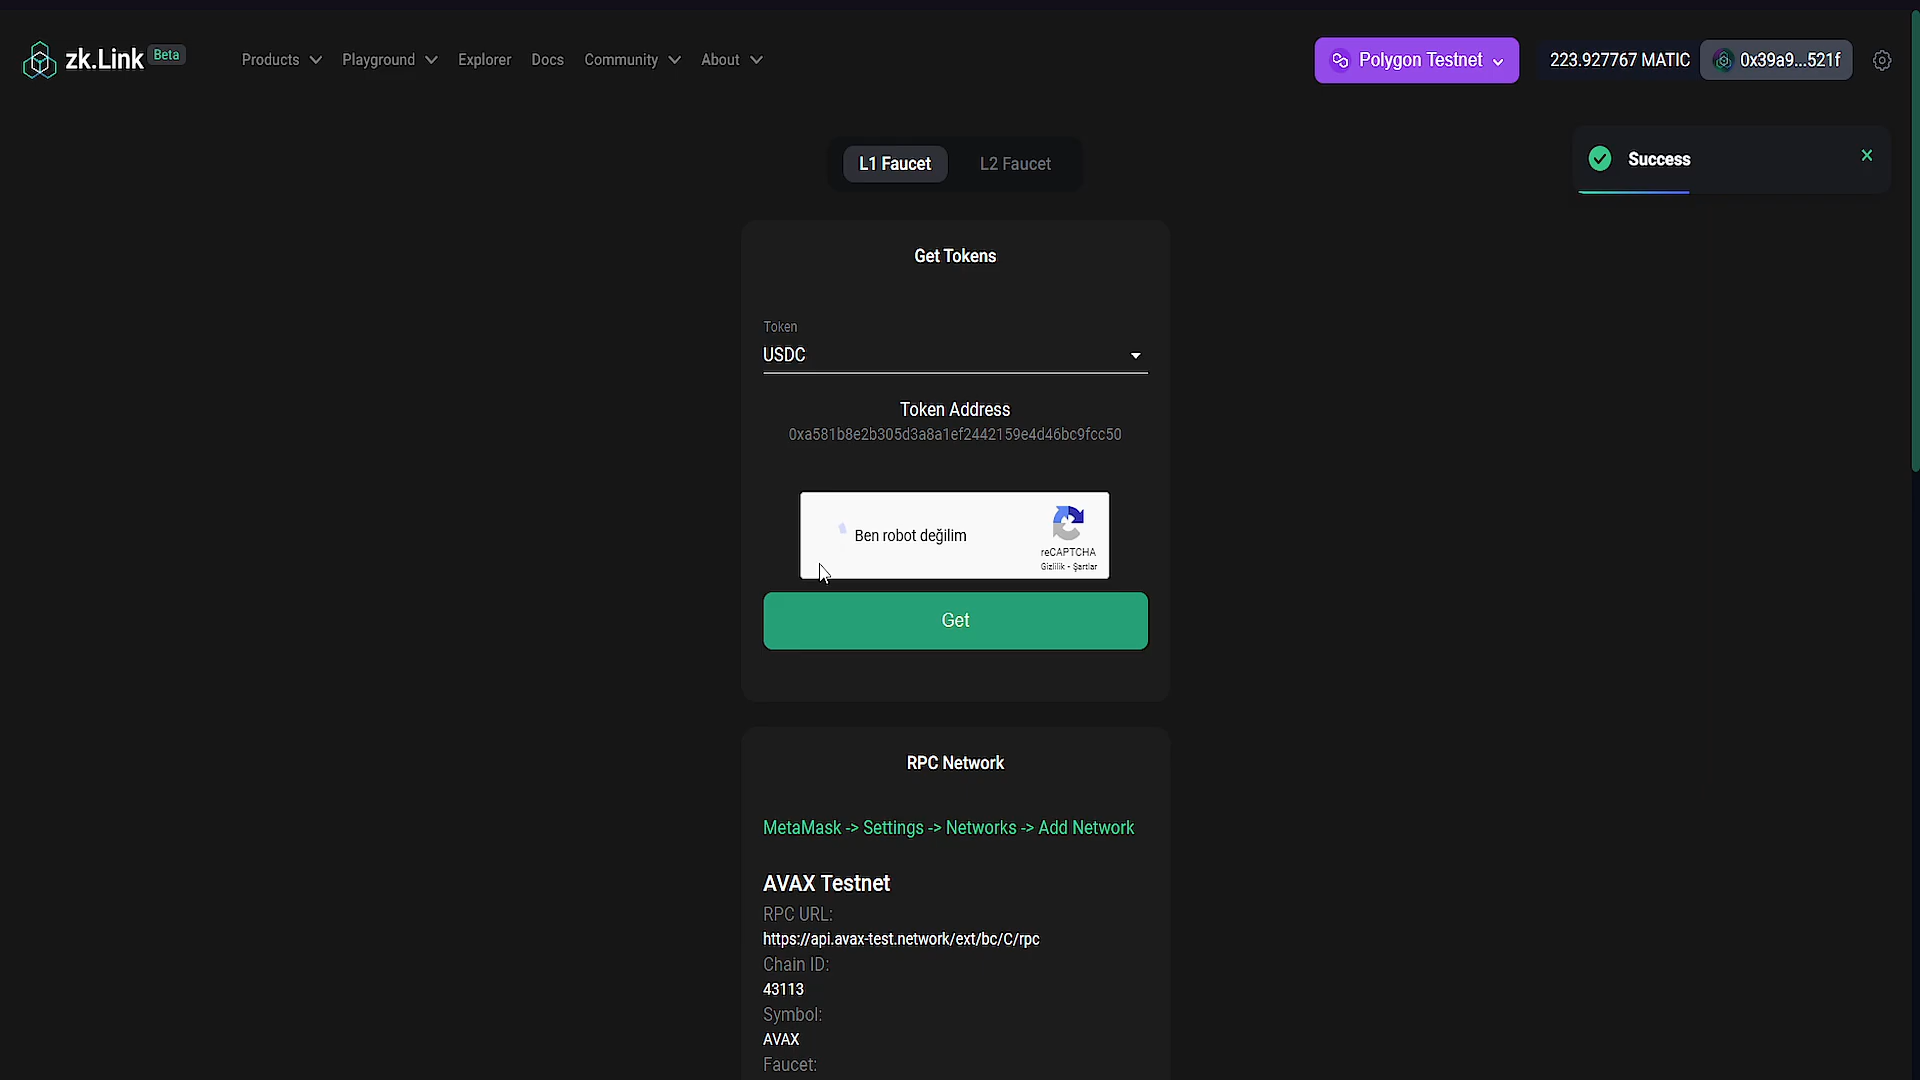 zk.Link Beta
Products
Playground
Explorer
Docs
Community
About
Polygon Testnet
223.927767 MATIC
0x39a9...521f
L1 Faucet
L2 Faucet
Success
Get Tokens
Token
USDC
Token Address
0xa581b8e2b305d3a8a1ef2442159e4d46bc9fcc50
Ben robot değilim
reCAPTCHA
Gizlilik - Şartlar
Get
RPC Network
MetaMask -> Settings -> Networks -> Add Network
AVAX Testnet
RPC URL:
https://api.avax-test.network/ext/bc/C/rpc
Chain ID:
43113
Symbol:
AVAX
Faucet: